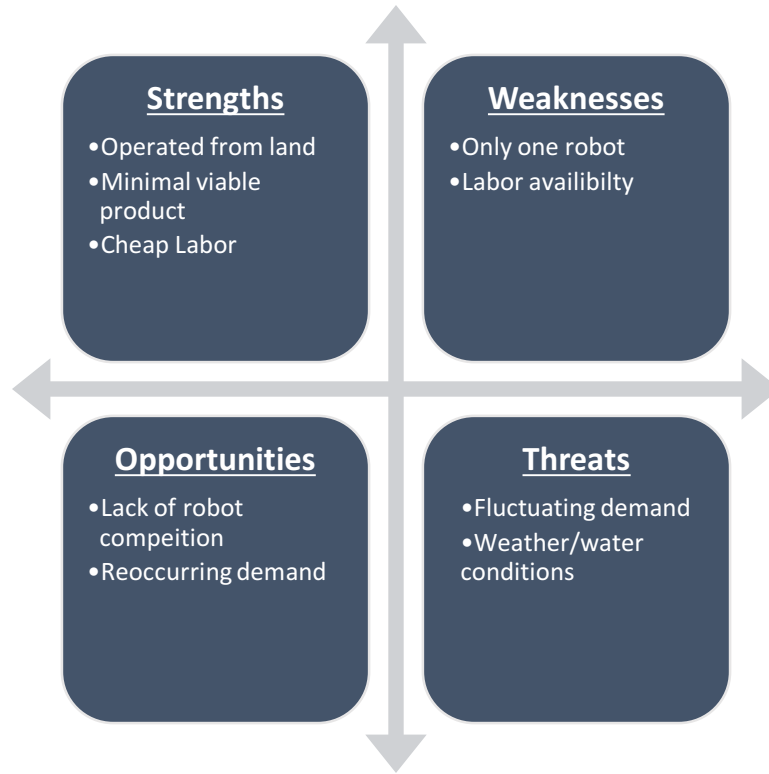 Strengths
•Operated from land
•Minimal viable
product
•Cheap Labor
Weaknesses
•Only one robot
•Labor availibilty
Opportunities
•Lack of robot
compeition
•Reoccurring demand
Threats
•Fluctuating demand
•Weather/water
conditions